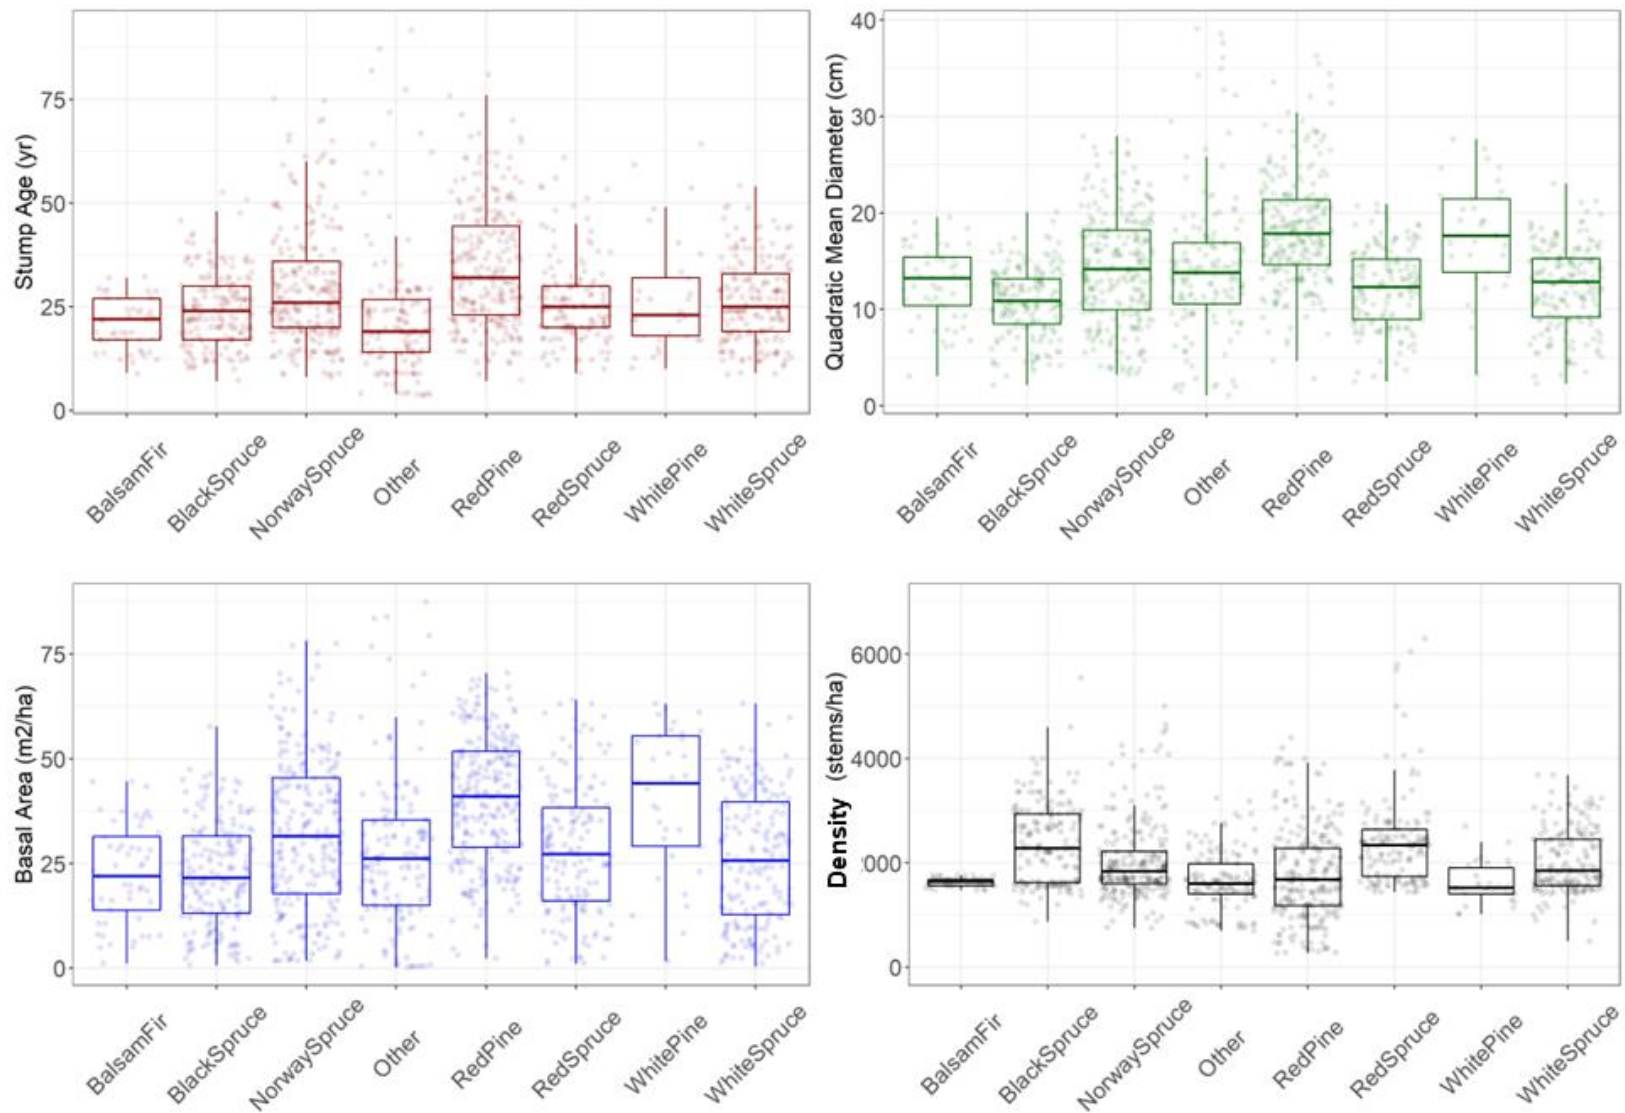 Stump Age (yr)
75
50
25
0
BalsamFir
BlackSpruce
NorwaySpruce
Other
RedPine
RedSpruce
WhitePine
WhiteSpruce
Quadratic Mean Diameter (cm)
40
30
20
10
0
BalsamFir
BlackSpruce
NorwaySpruce
Other
RedPine
RedSpruce
WhitePine
WhiteSpruce
Basal Area (m2/ha)
75
50
25
0
BalsamFir
BlackSpruce
NorwaySpruce
Other
RedPine
RedSpruce
WhitePine
WhiteSpruce
Density (stems/ha)
6000
4000
2000
0
BalsamFir
BlackSpruce
NorwaySpruce
Other
RedPine
RedSpruce
WhitePine
WhiteSpruce